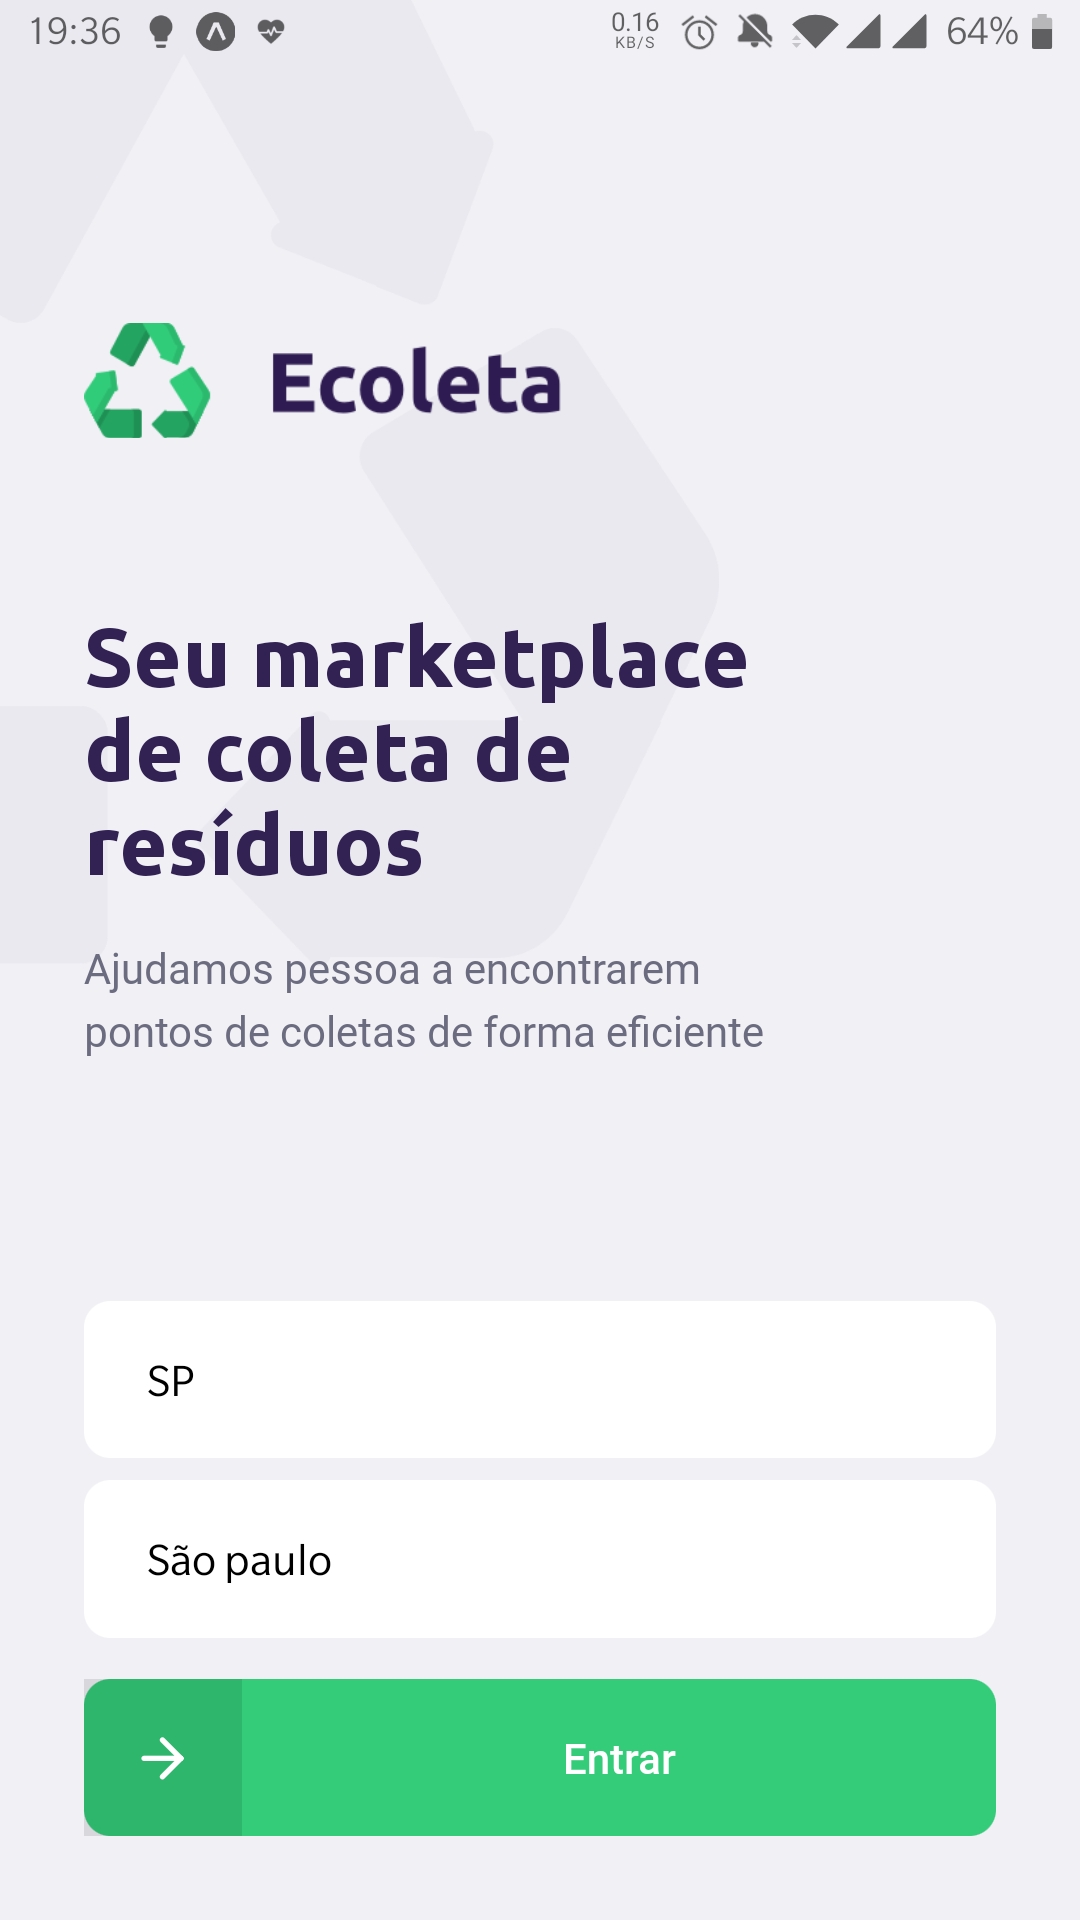 19:36
0.16
KB/S
64%
Ecoleta
Seu marketplace
de coleta de
resíduos
Ajudamos pessoa a encontrarem
pontos de coletas de forma eficiente
SP
São paulo
Entrar